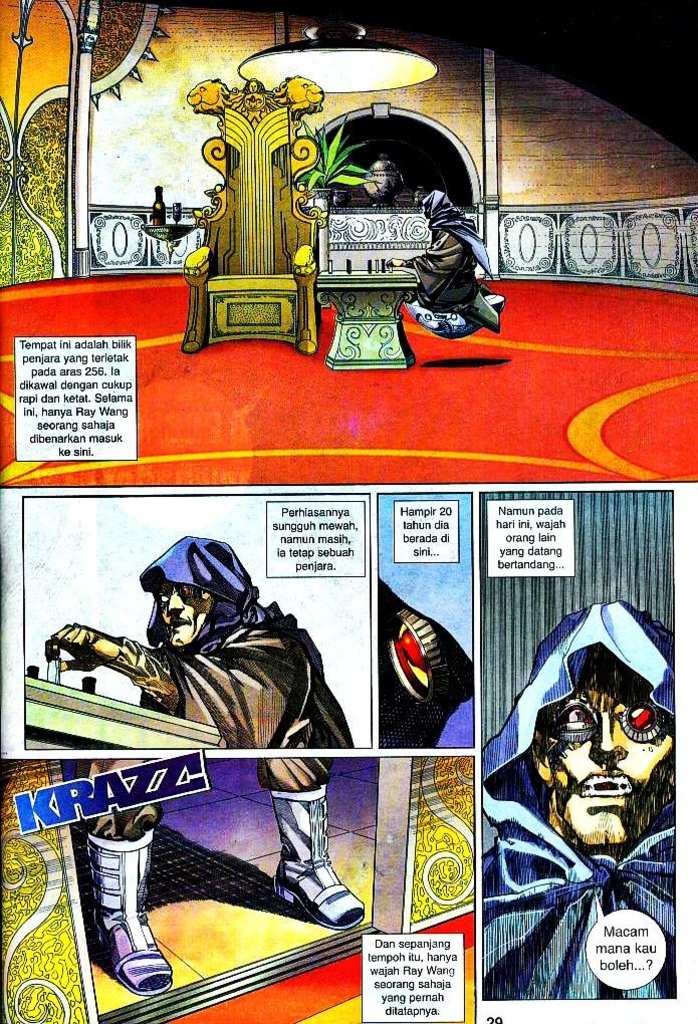 Tempat ini adalah bilik
penjara yang terletak
pada aras 256. Ia
dikawal dengan cukup
rapi dan ketat. Selama
ini, hanya Ray Wang
seorang sahaja
dibenarkan masuk
ke sini.
Perhiasannya
sungguh mewah,
namun masih,
ia tetap sebuah
penjara.
Hampir 20
tahun dia
berada di
sini...
Namun pada
hari ini, wajah
orang lain
yang datang
bertandang...
KRAZZ!
Dan sepanjang
tempoh itu, hanya
wajah Ray Wang
seorang sahaja
yang pernah
ditatapnya.
Macam
mana kau
boleh...?
29